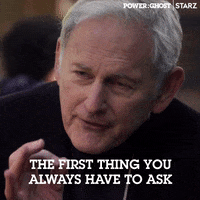 POWER:GHOST STARZ
THE FIRST THING YOU
ALWAYS HAVE TO ASK